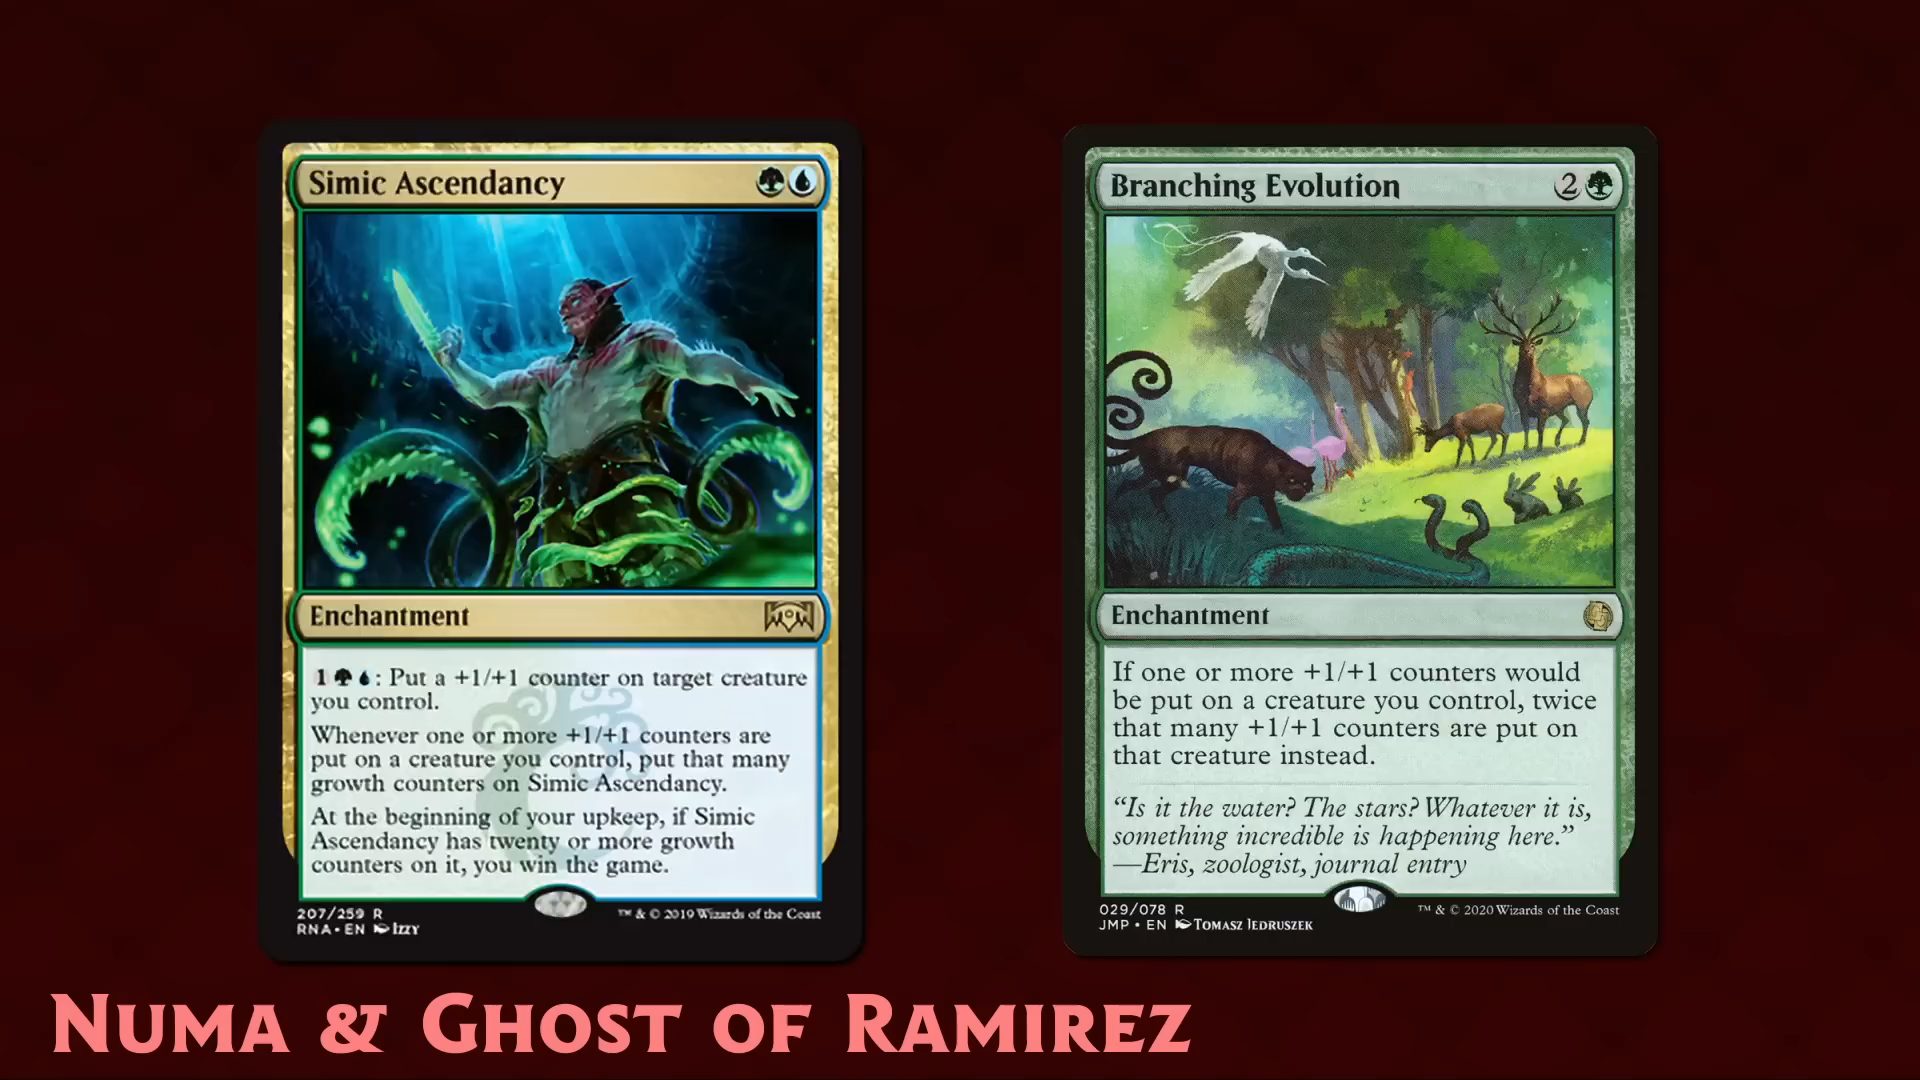 Simic Ascendancy
Enchantment
1 : Put a +1/+1 counter on target creature
you control.
Whenever one or more +1/+1 counters are
put on a creature you control, put that many
growth counters on Simic Ascendancy.
At the beginning of your upkeep, if Simic
Ascendancy has twenty or more growth
counters on it, you win the game.
207/259 R
RNA • EN Izzy
™ & © 2019 Wizards of the Coast
Branching Evolution 2
Enchantment
If one or more +1/+1 counters would
be put on a creature you control, twice
that many +1/+1 counters are put on
that creature instead.
“Is it the water? The stars? Whatever it is,
something incredible is happening here.”
—Eris, zoologist, journal entry
029/078 R
JMP • EN Tomasz Jedruszek
™ & © 2020 Wizards of the Coast
Numa & Ghost of Ramirez